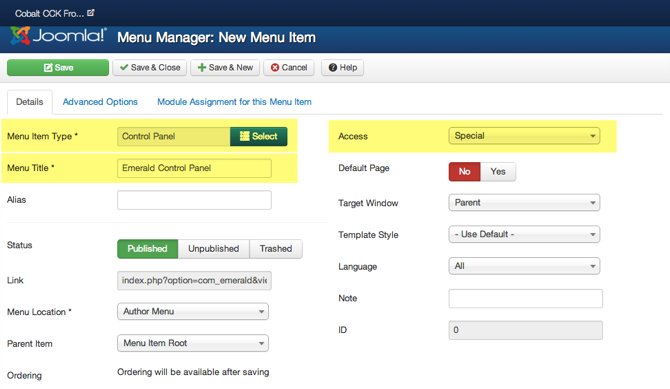 Cobalt CCK Fro...
Joomla!
Menu Manager: New Menu Item
Save
Save & Close
Save & New
Cancel
Help
Details
Advanced Options
Module Assignment for this Menu Item
Menu Item Type *
Control Panel
Select
Menu Title *
Emerald Control Panel
Alias
Status
Published
Unpublished
Trashed
Link
index.php?option=com_emerald&vie
Menu Location *
Author Menu
Parent Item
Menu Item Root
Ordering
Ordering will be available after saving
Access
Special
Default Page
No
Yes
Target Window
Parent
Template Style
- Use Default -
Language
All
Note
ID
0